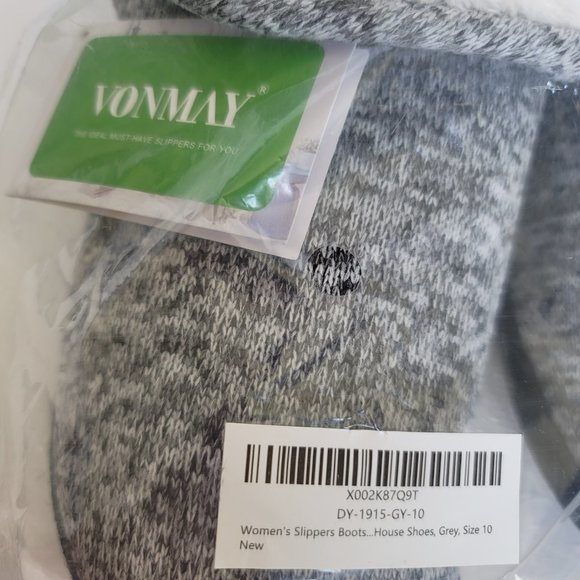 VONMAY®
THE IDEAL MUST-HAVE SLIPPERS FOR YOU
X002K87Q9T
DY-1915-GY-10
Women's Slippers Boots...House Shoes, Grey, Size 10
New